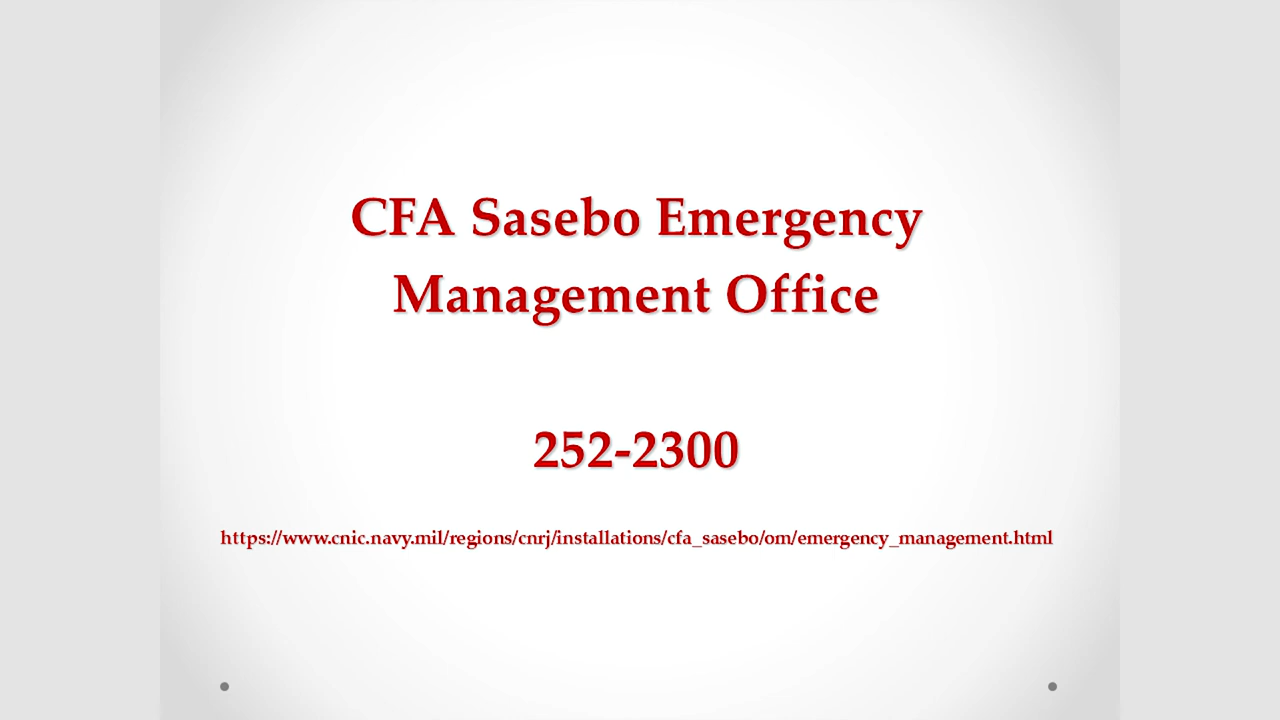 CFA Sasebo Emergency
Management Office
252-2300
https://www.cnic.navy.mil/regions/cnrj/installations/cfa_sasebo/om/emergency_management.html